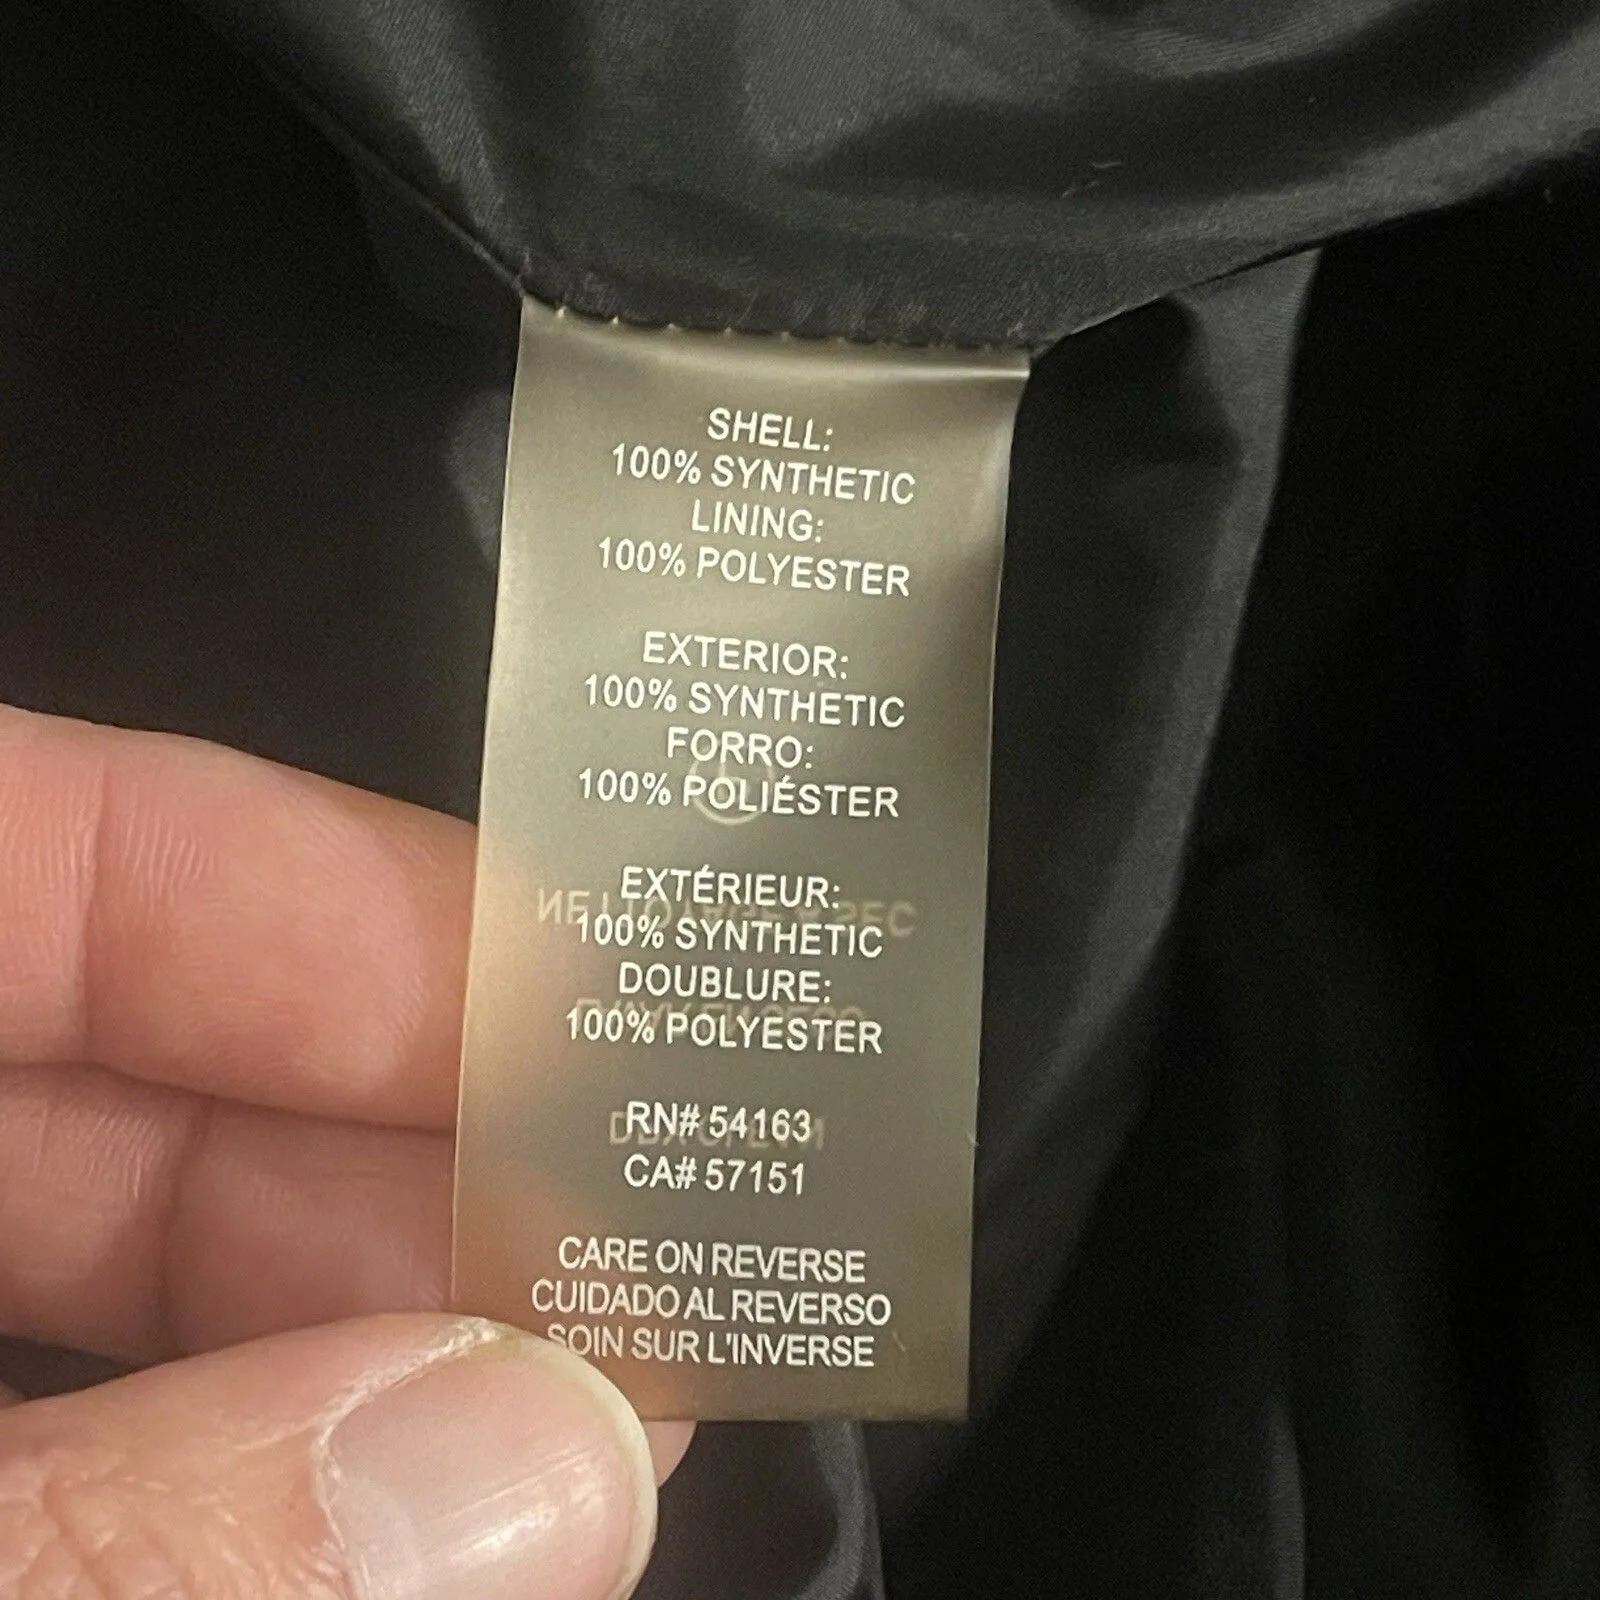 SHELL:
100% SYNTHETIC
LINING:
100% POLYESTER
EXTERIOR:
100% SYNTHETIC
FORRO:
100% POLIÉSTER
EXTÉRIEUR:
100% SYNTHETIC
DOUBLURE:
100% POLYESTER
RN# 54163
CA# 57151
CARE ON REVERSE
CUIDADO AL REVERSO
SOIN SUR L'INVERSE